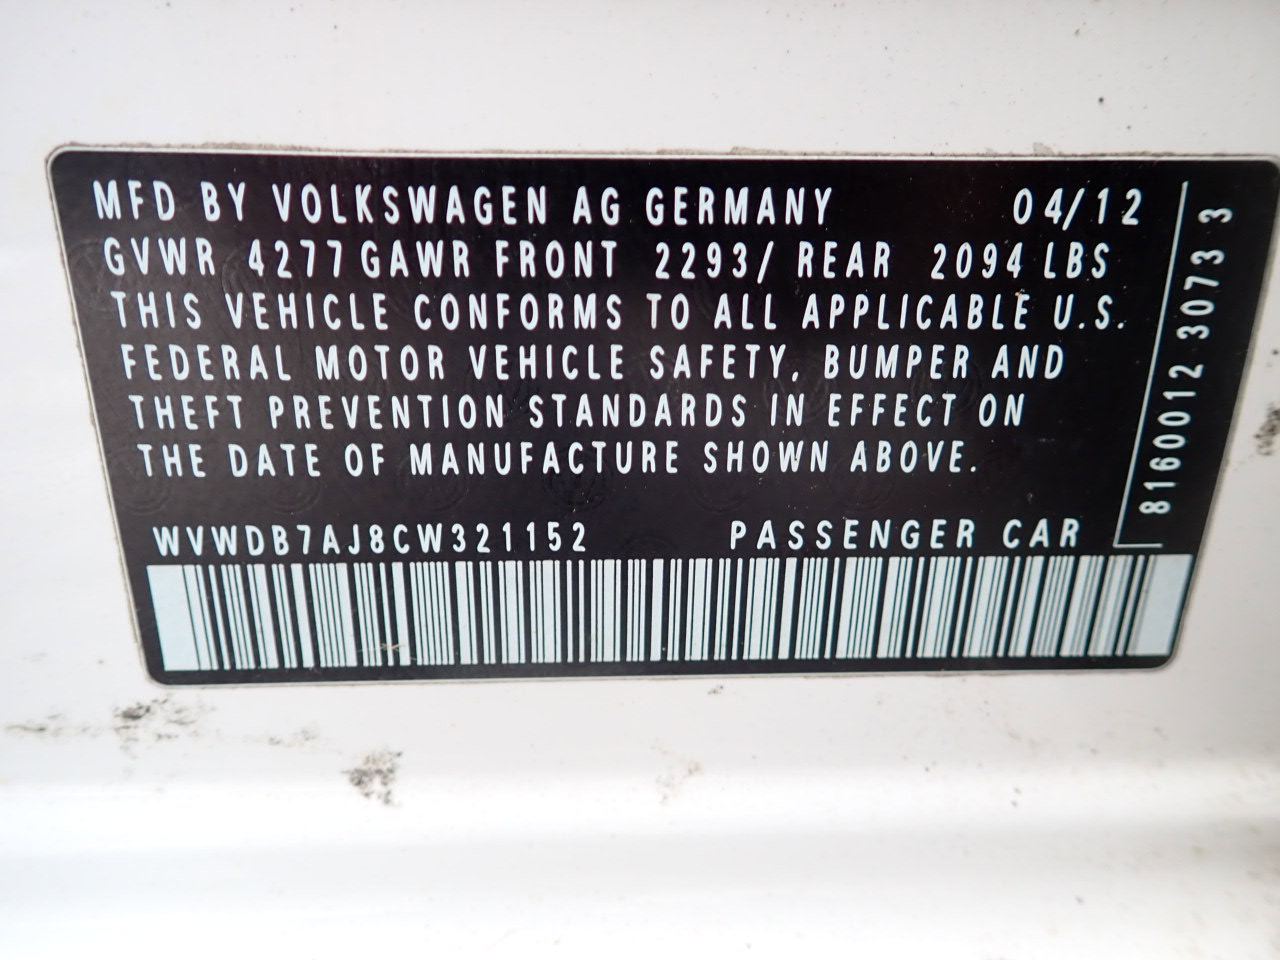 MFD BY VOLKSWAGEN AG GERMANY 04/12
GVWR 4277 GAWR FRONT 2293/ REAR 2094 LBS
THIS VEHICLE CONFORMS TO ALL APPLICABLE U.S.
FEDERAL MOTOR VEHICLE SAFETY, BUMPER AND
THEFT PREVENTION STANDARDS IN EFFECT ON
THE DATE OF MANUFACTURE SHOWN ABOVE.
WVWDB7AJ8CW321152 PASSENGER CAR
8160012 3073 3